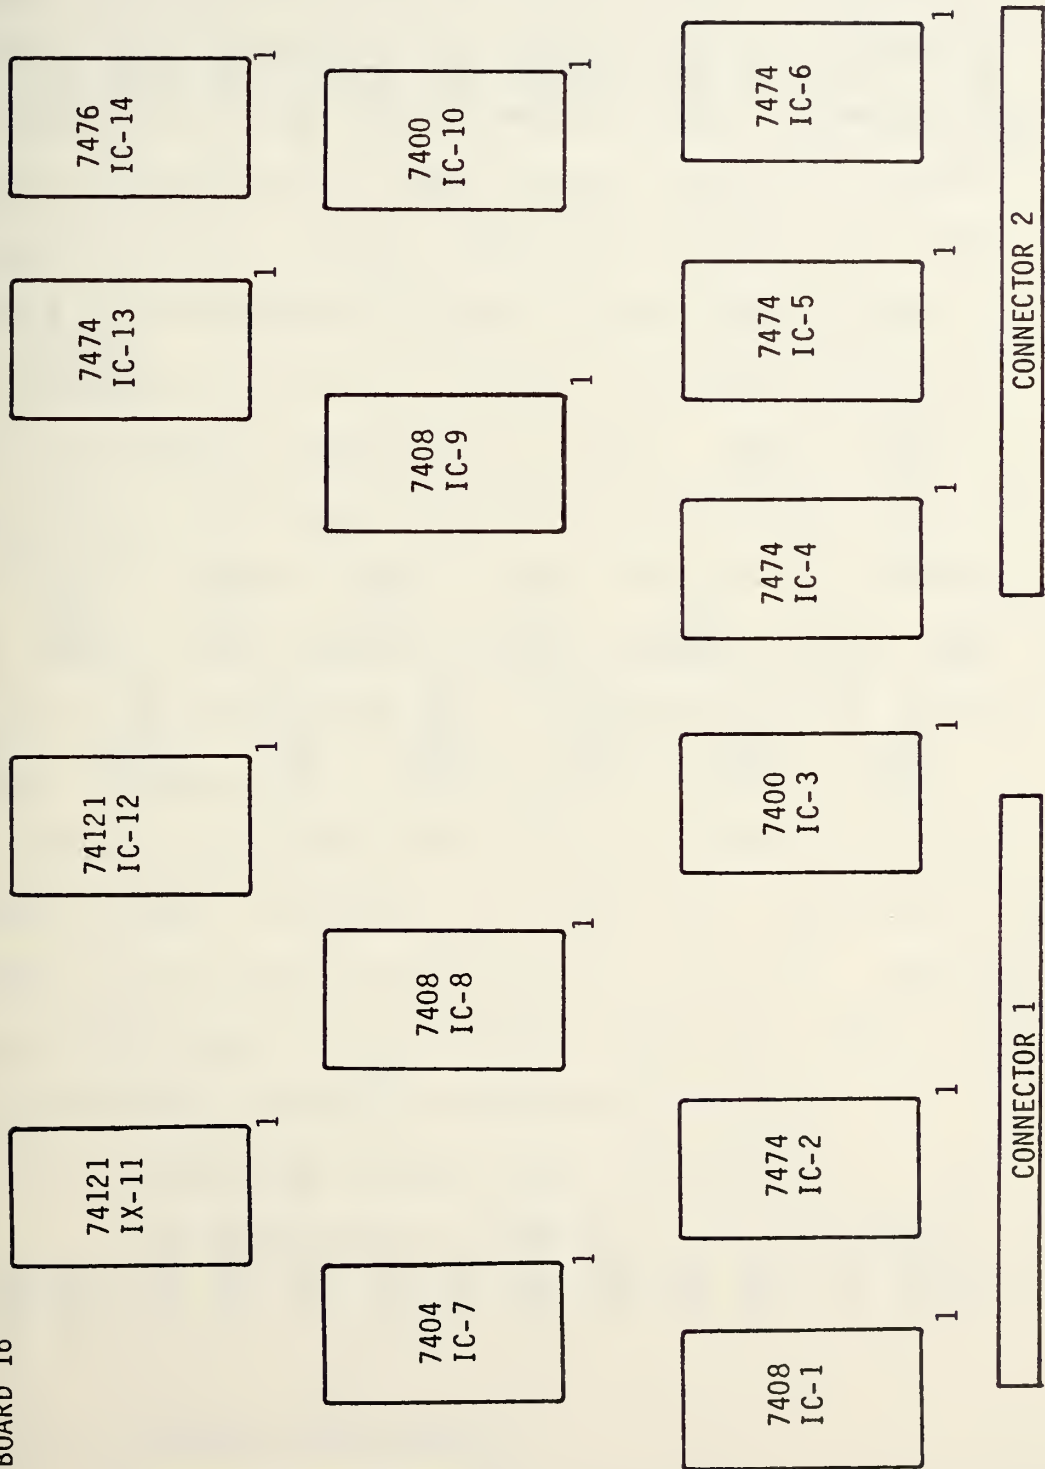 BOARD 16
74121
IX-11
1
74121
IC-12
1
7474
IC-13
1
7476
IC-14
1
7404
IC-7
1
7408
IC-8
1
7408
IC-9
1
7400
IC-10
1
7408
IC-1
1
7474
IC-2
1
7400
IC-3
1
7474
IC-4
1
7474
IC-5
1
7474
IC-6
1
CONNECTOR 1
CONNECTOR 2